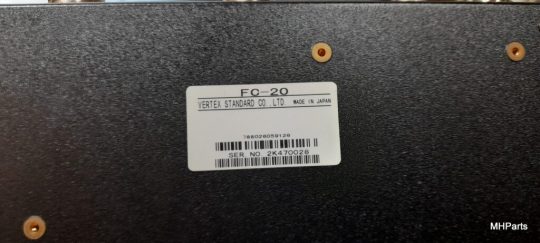 FC-20
VERTEX STANDARD CO.,LTD. MADE IN JAPAN
SER NO. 2K470028
MHParts